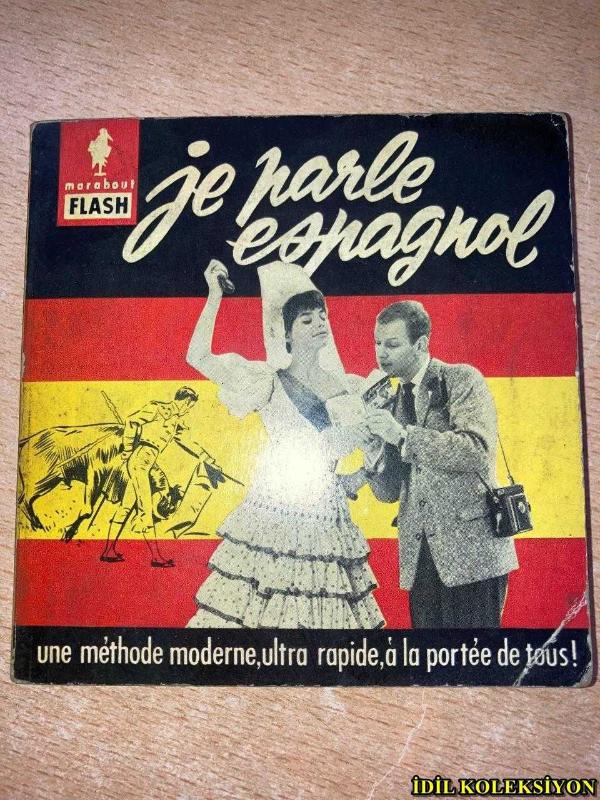 marabout
FLASH
je parle
espagnol
une méthode moderne,ultra rapide,à la portée de tous!
İDİL KOLEKSİYON